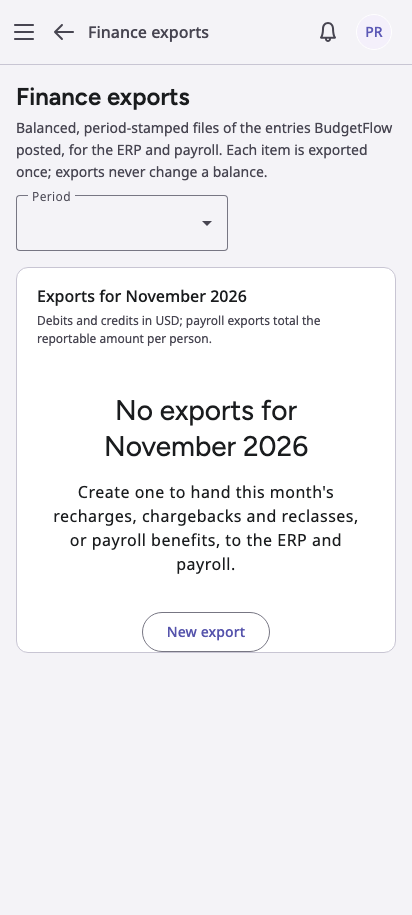 Finance exports
PR
Finance exports
Balanced, period-stamped files of the entries BudgetFlow
posted, for the ERP and payroll. Each item is exported
once; exports never change a balance.
Period
Exports for November 2026
Debits and credits in USD; payroll exports total the
reportable amount per person.
No exports for
November 2026
Create one to hand this month's
recharges, chargebacks and reclasses,
or payroll benefits, to the ERP and
payroll.
New export